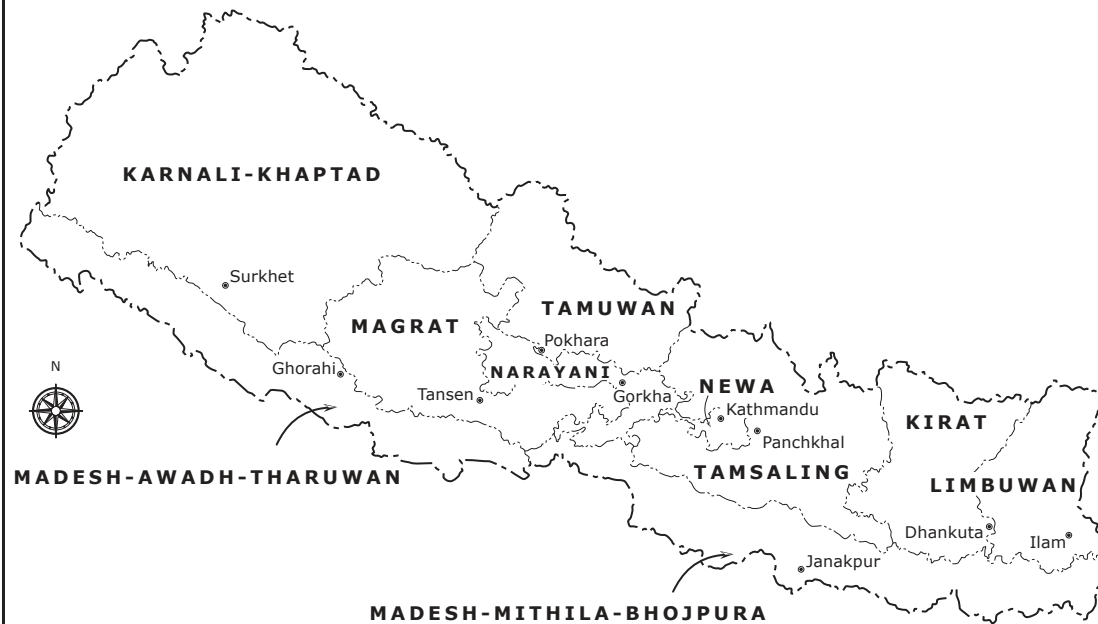 KARNALI-KHAPTAD
Surkhet
TAMUWAN
MAGRAT
Pokhara
N
Ghorahi
NARAYANI
NEWA
Tansen
Gorkha
Kathmandu
KIRAT
Panchkhal
MADESH-AWADH-THARUWAN
TAMSALING
LIMBUWAN
Dhankuta
Ilam
Janakpur
MADESH-MITHILA-BHOJPURA